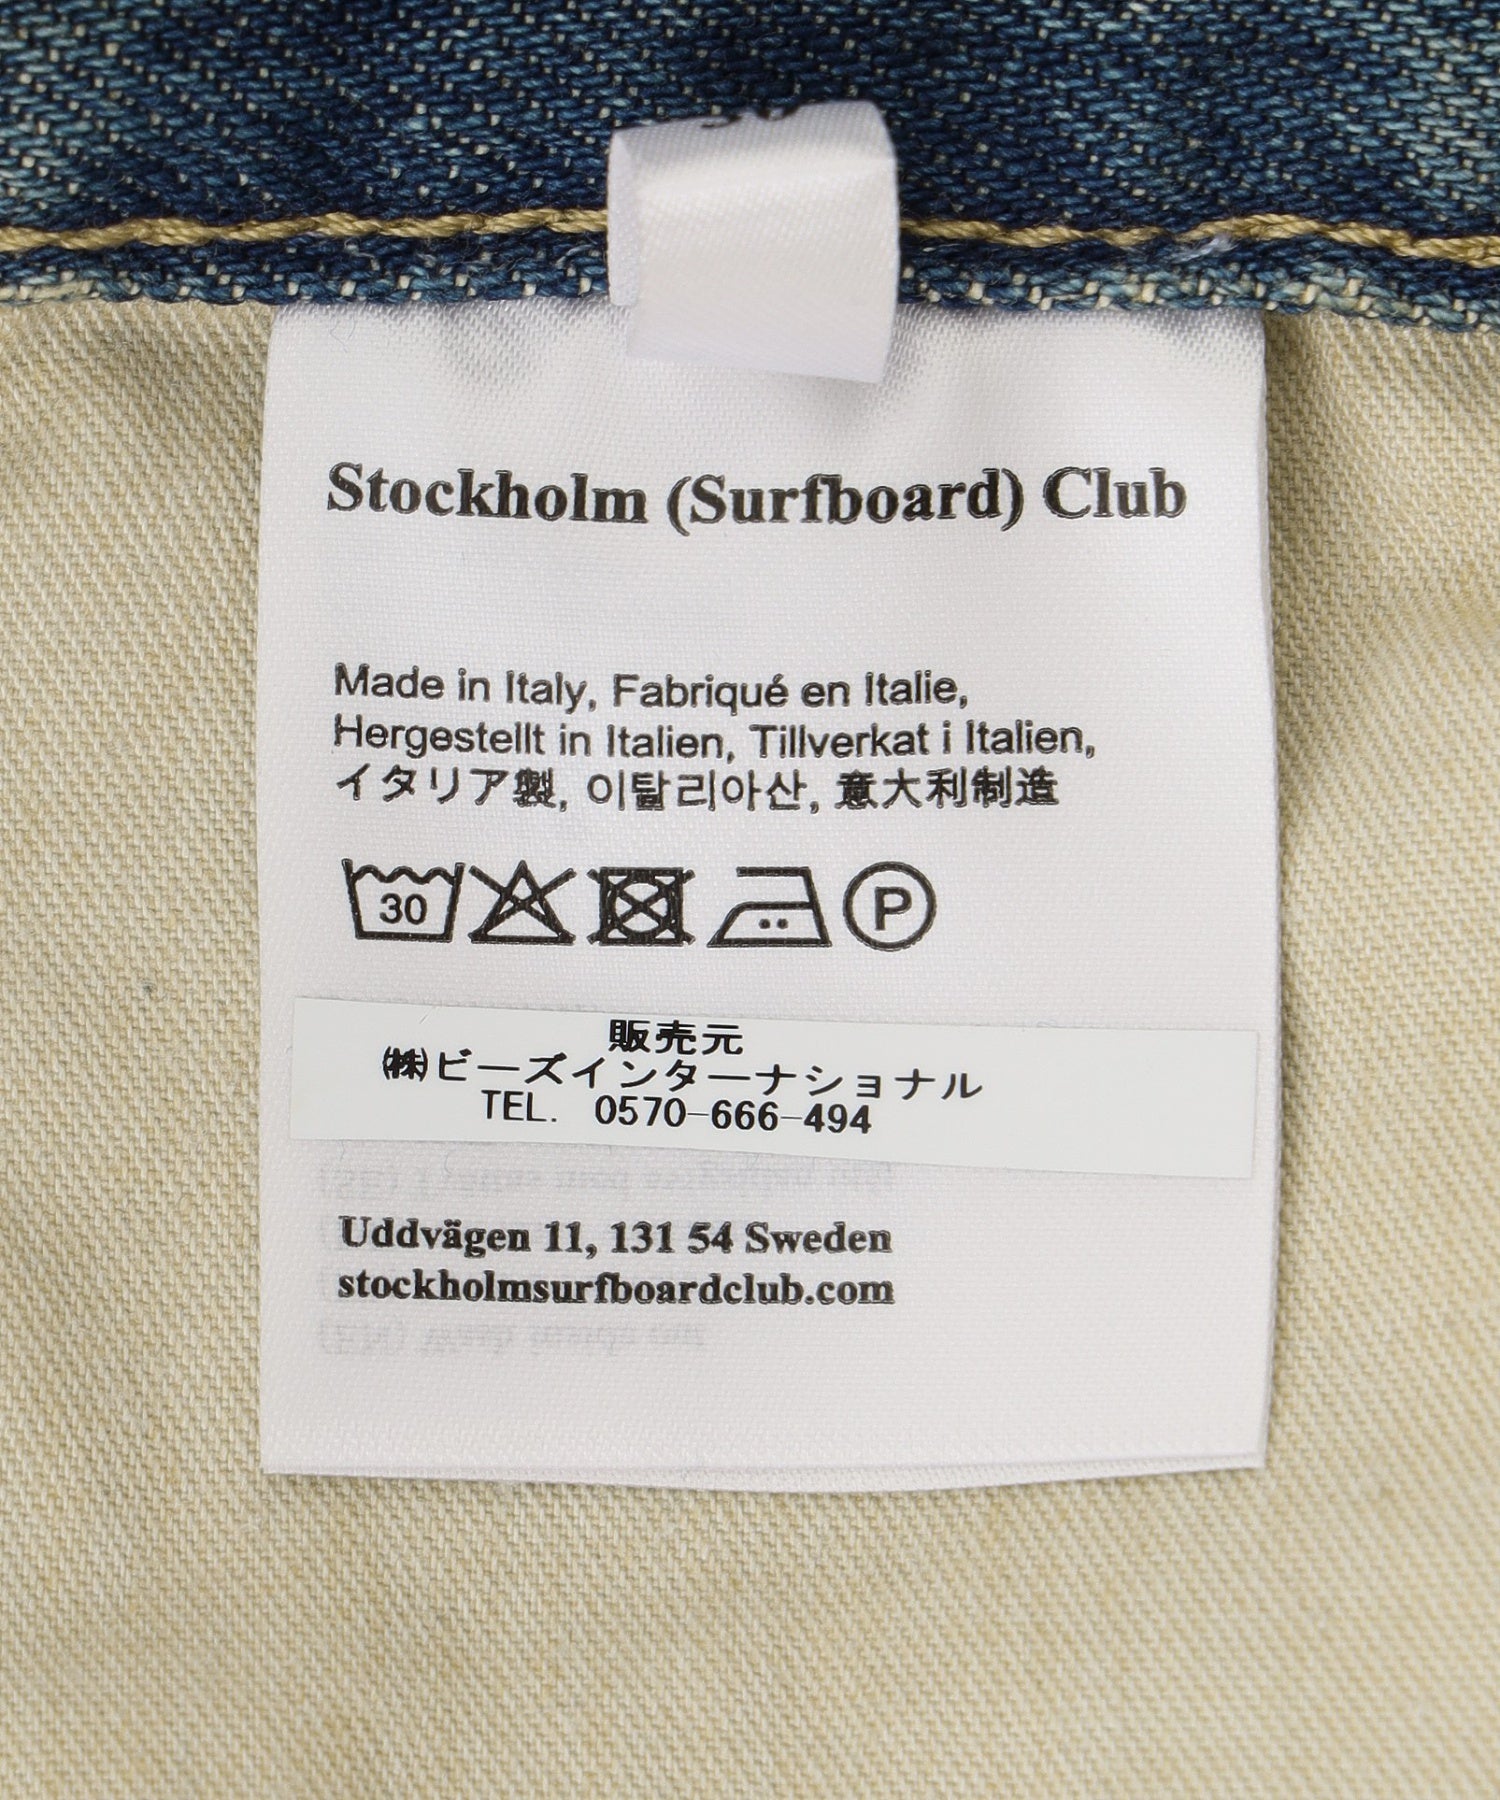 Stockholm (Surfboard) Club
Made in Italy, Fabriqué en Italie,
Hergestellt in Italien, Tillverkat i Italien,
イタリア製, 이탈리아산, 意大利制造
30 P
販売元
㈱ビーズインターナショナル
TEL. 0570-666-494
Uddvägen 11, 131 54 Sweden
stockholmsurfboardclub.com